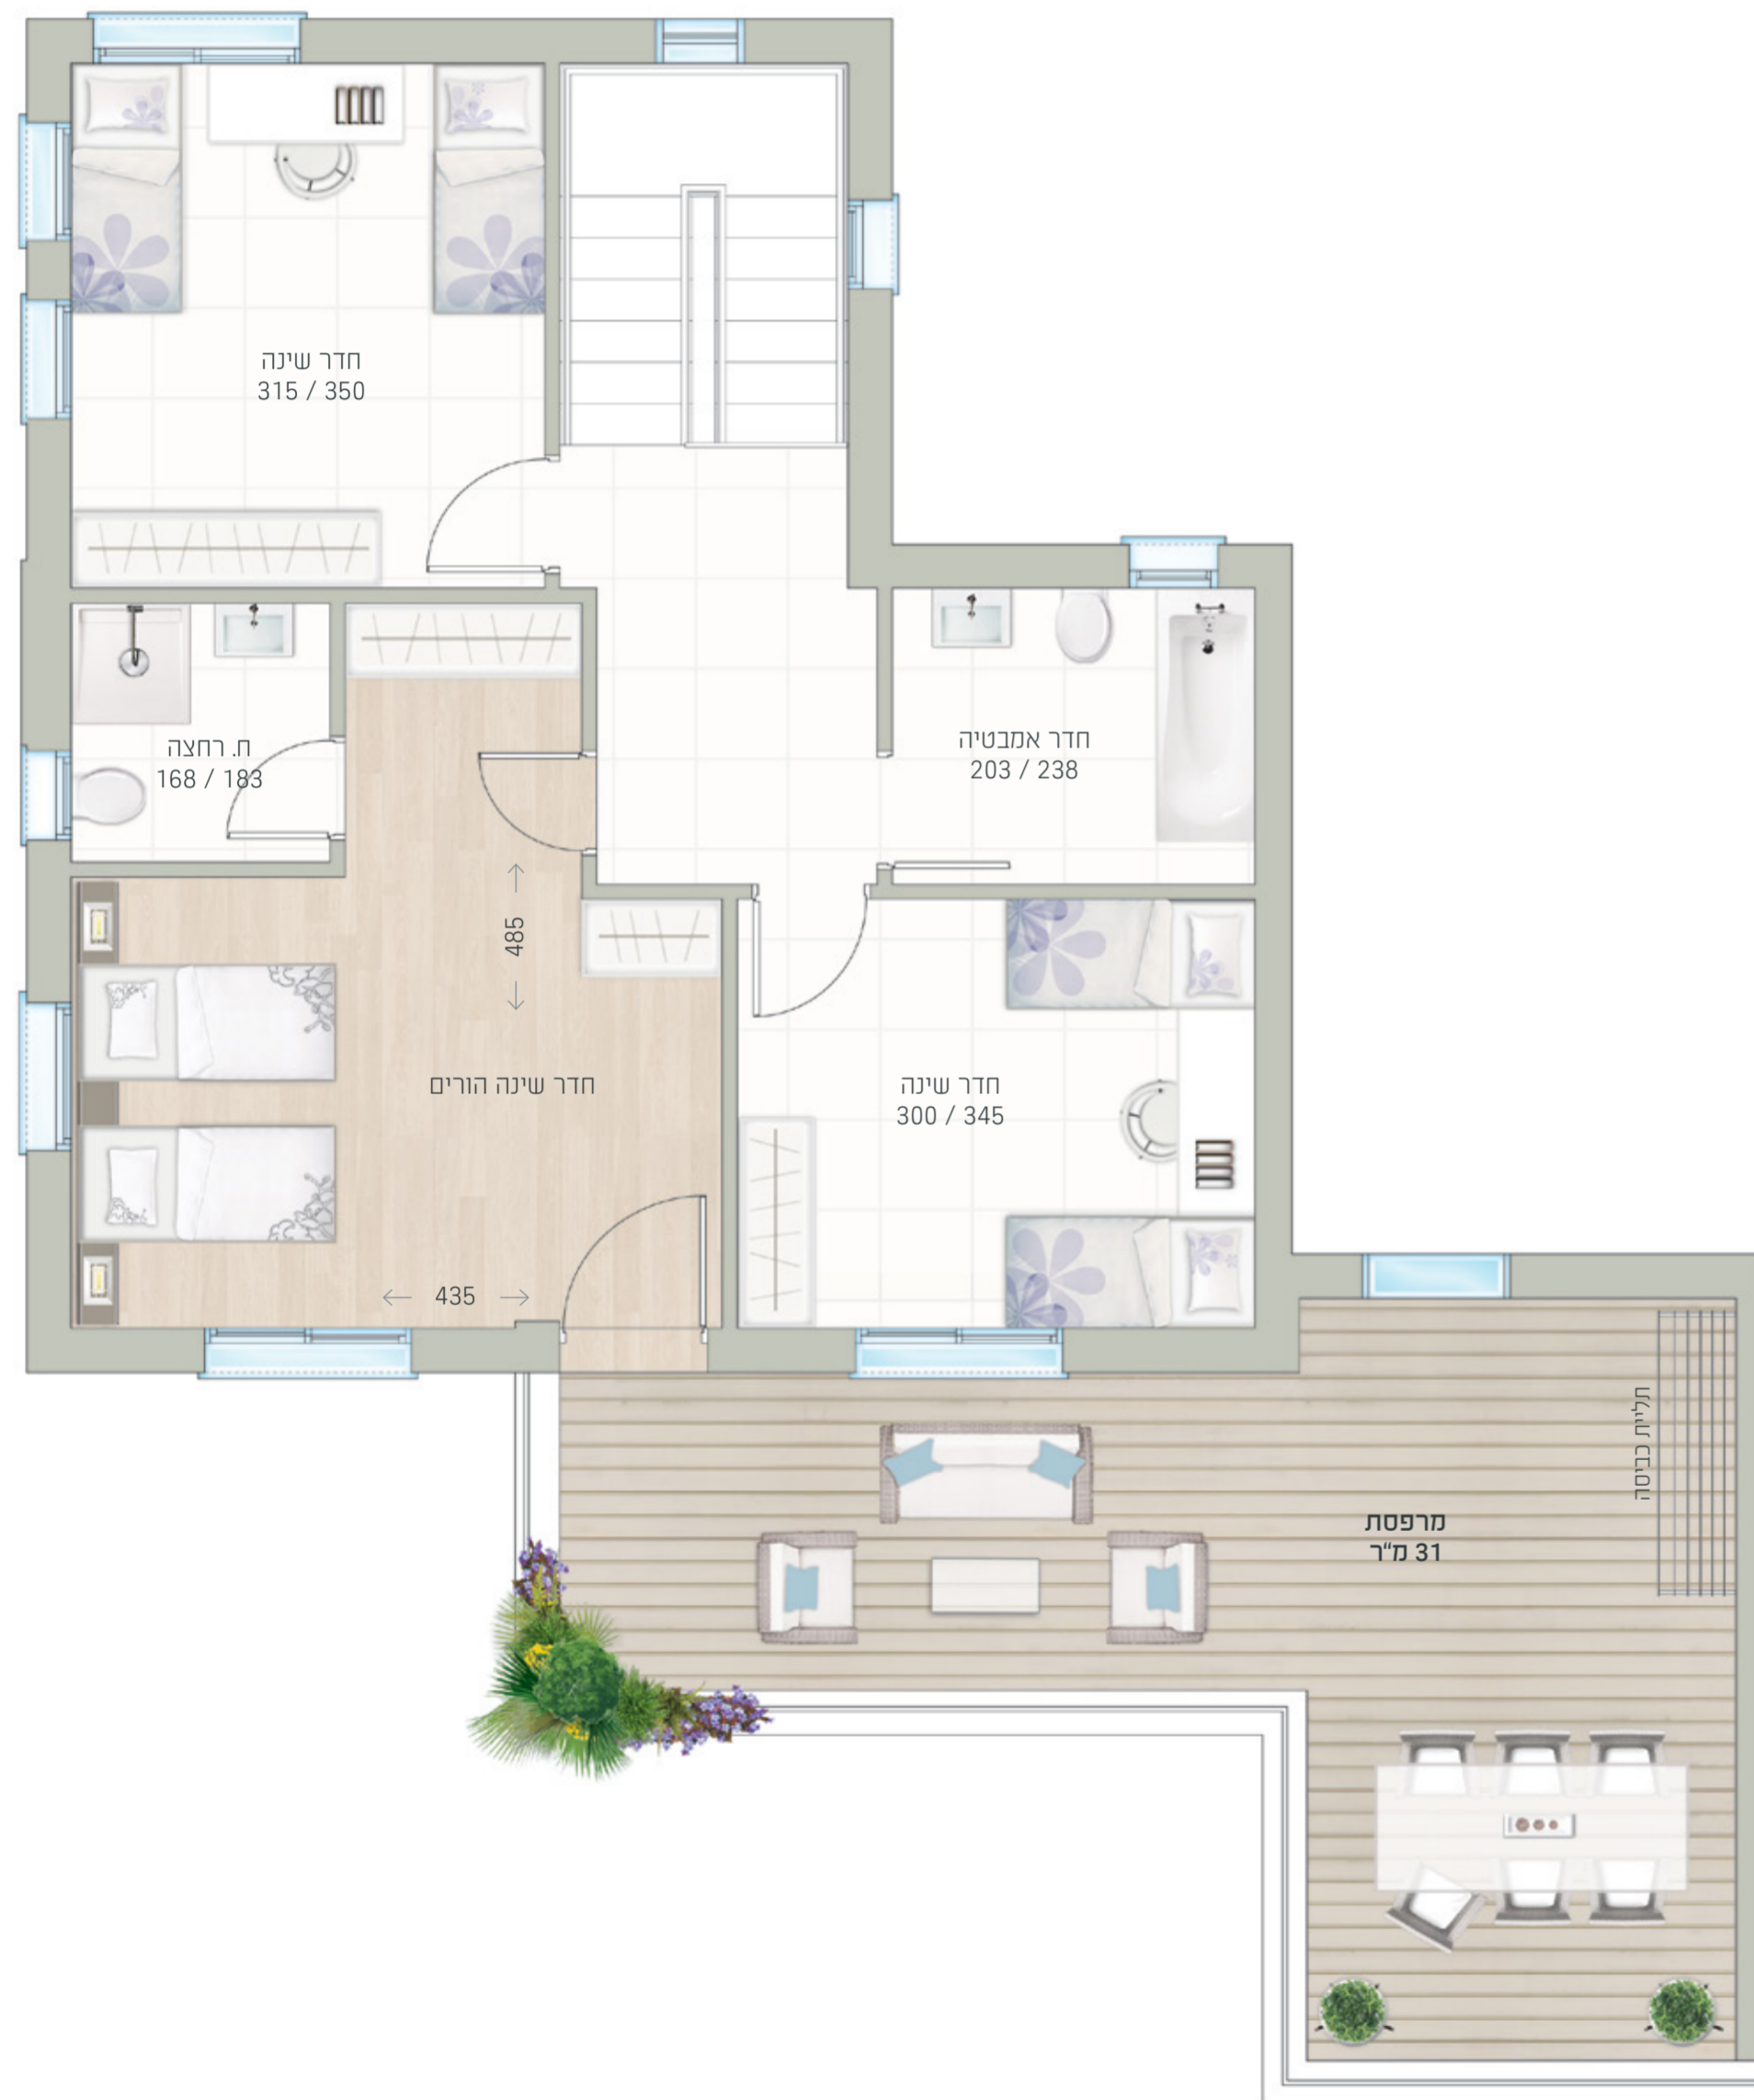 חדר שינה
315 / 350
ח. רחצה
168 / 183
חדר אמבטיה
203 / 238
485
חדר שינה הורים
435
חדר שינה
300 / 345
תליית כביסה
מרפסת
31 מ"ר